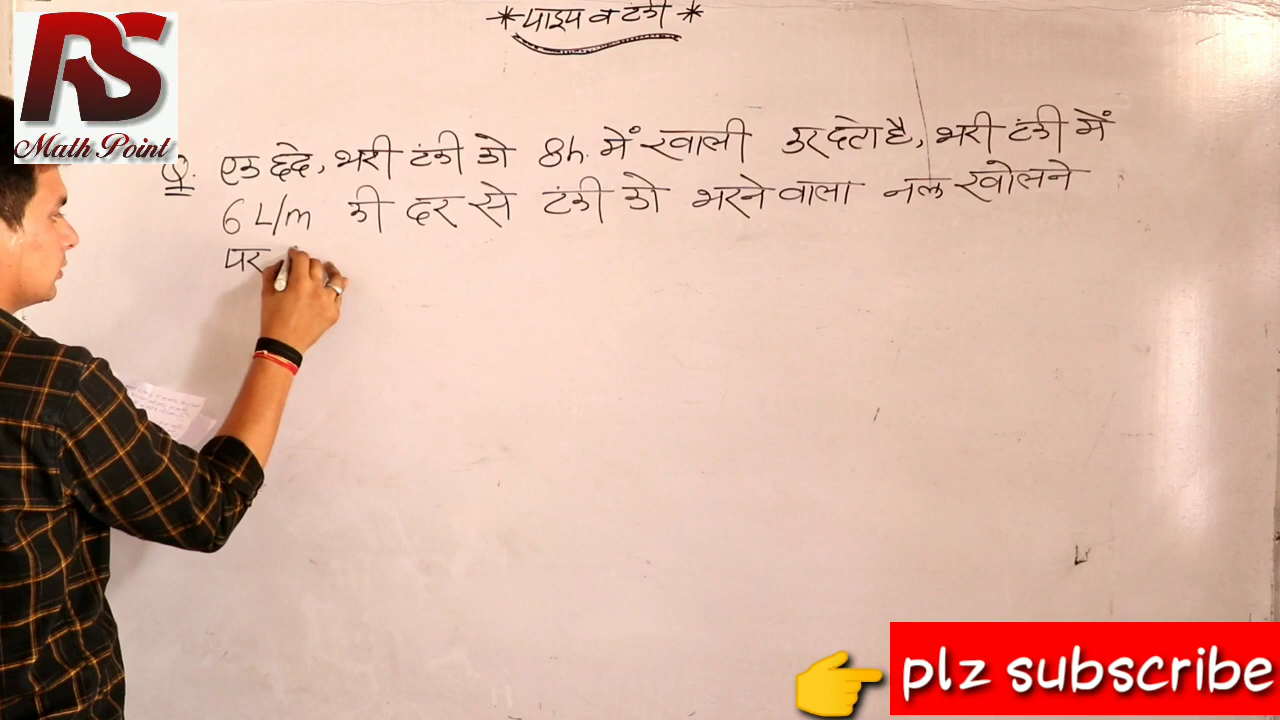 * पाइप व टंकी *
RS
Math Point
Q. एक छेद, भरी टंकी को 8h. में खाली कर देता है, भरी टंकी में
6 L/m की दर से टंकी को भरने वाला नल खोलने
पर
plz subscribe